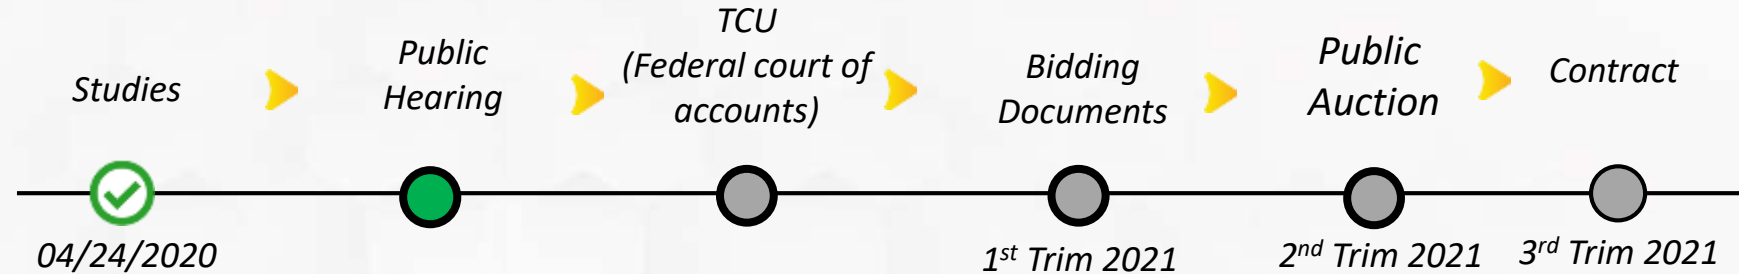 Studies
Public
Hearing
TCU
(Federal court of
accounts)
Bidding
Documents
Public
Auction
Contract
04/24/2020
1st Trim 2021
2nd Trim 2021
3rd Trim 2021